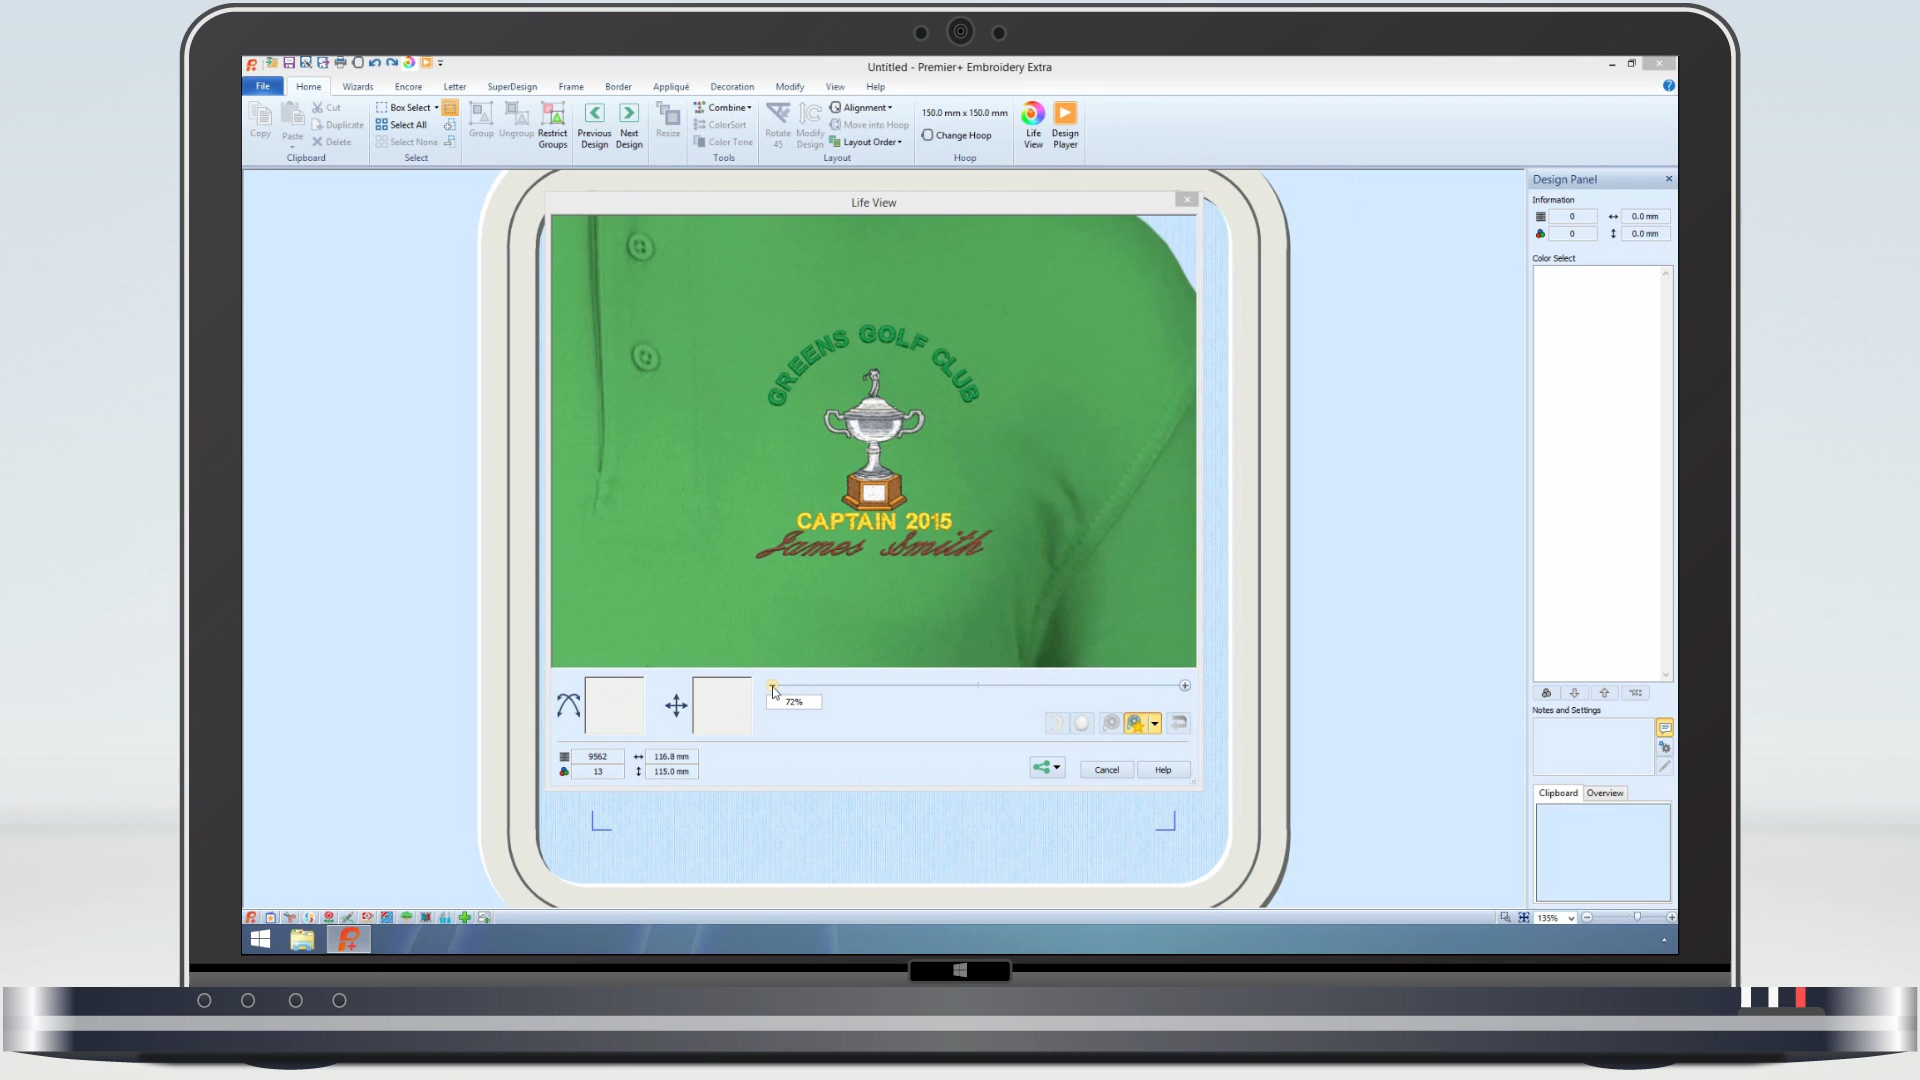 Untitled - Premier+ Embroidery Extra
File Home Wizards Encore Letter SuperDesign Frame Border Appliqué Decoration Modify View Help
Copy
Paste
Cut
Duplicate
Delete
Clipboard
Box Select
Select All
Select None
Select
Group
Ungroup
Restrict Groups
Previous Design
Next Design
Resize
Combine
ColorSort
Color Tone
Tools
Rotate 45
Modify Design
Alignment
Move into Hoop
Layout Order
Layout
150.0 mm x 150.0 mm
Change Hoop
Hoop
Life View
Design Player
Life View
GREENS GOLF CLUB
CAPTAIN 2015
James Smith
72%
9562
116.8 mm
13
115.0 mm
Cancel
Help
Design Panel
Information
0
0.0 mm
0
0.0 mm
Color Select
Notes and Settings
Clipboard
Overview
135%